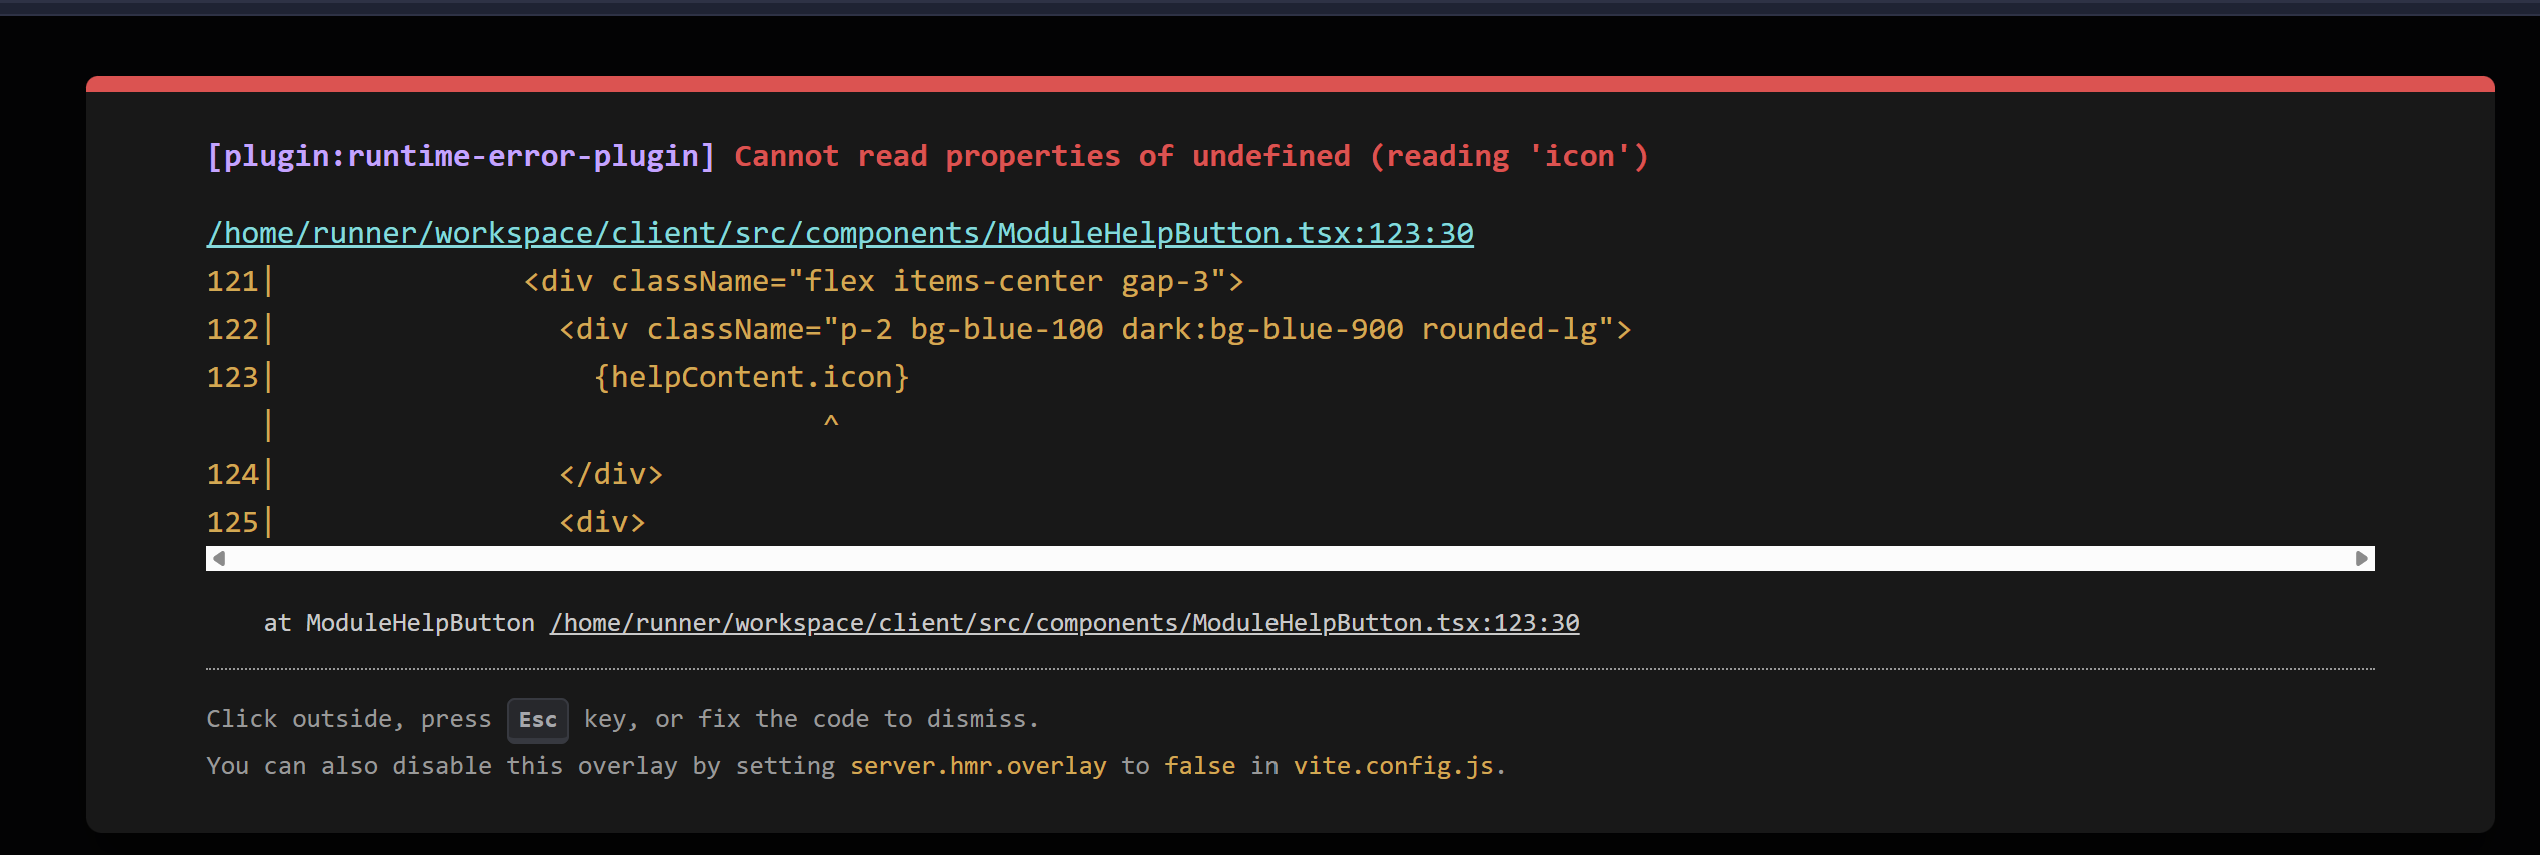 [plugin:runtime-error-plugin] Cannot read properties of undefined (reading 'icon')
/home/runner/workspace/client/src/components/ModuleHelpButton.tsx:123:30
121|               <div className="flex items-center gap-3">
122|                 <div className="p-2 bg-blue-100 dark:bg-blue-900 rounded-lg">
123|                   {helpContent.icon}
   |                                ^
124|                 </div>
125|                 <div>
at ModuleHelpButton /home/runner/workspace/client/src/components/ModuleHelpButton.tsx:123:30
Click outside, press Esc key, or fix the code to dismiss.
You can also disable this overlay by setting server.hmr.overlay to false in vite.config.js.